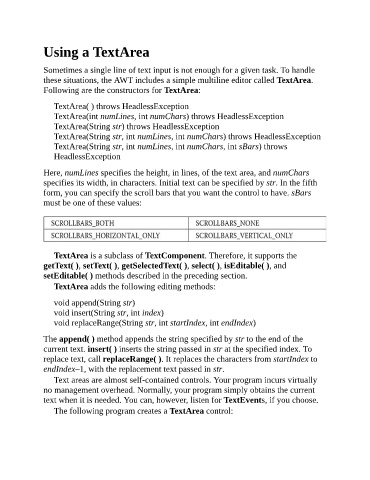 Using a TextArea
Sometimes a single line of text input is not enough for a given task. To handle
these situations, the AWT includes a simple multiline editor called TextArea.
Following are the constructors for TextArea:
TextArea( ) throws HeadlessException
TextArea(int numLines, int numChars) throws HeadlessException
TextArea(String str) throws HeadlessException
TextArea(String str, int numLines, int numChars) throws HeadlessException
TextArea(String str, int numLines, int numChars, int sBars) throws
HeadlessException
Here, numLines specifies the height, in lines, of the text area, and numChars
specifies its width, in characters. Initial text can be specified by str. In the fifth
form, you can specify the scroll bars that you want the control to have. sBars
must be one of these values:
SCROLLBARS_BOTH SCROLLBARS_NONE
SCROLLBARS_HORIZONTAL_ONLY SCROLLBARS_VERTICAL_ONLY
TextArea is a subclass of TextComponent. Therefore, it supports the
getText( ), setText( ), getSelectedText( ), select( ), isEditable( ), and
setEditable( ) methods described in the preceding section.
TextArea adds the following editing methods:
void append(String str)
void insert(String str, int index)
void replaceRange(String str, int startIndex, int endIndex)
The append( ) method appends the string specified by str to the end of the
current text. insert( ) inserts the string passed in str at the specified index. To
replace text, call replaceRange( ). It replaces the characters from startIndex to
endIndex–1, with the replacement text passed in str.
Text areas are almost self-contained controls. Your program incurs virtually
no management overhead. Normally, your program simply obtains the current
text when it is needed. You can, however, listen for TextEvents, if you choose.
The following program creates a TextArea control: